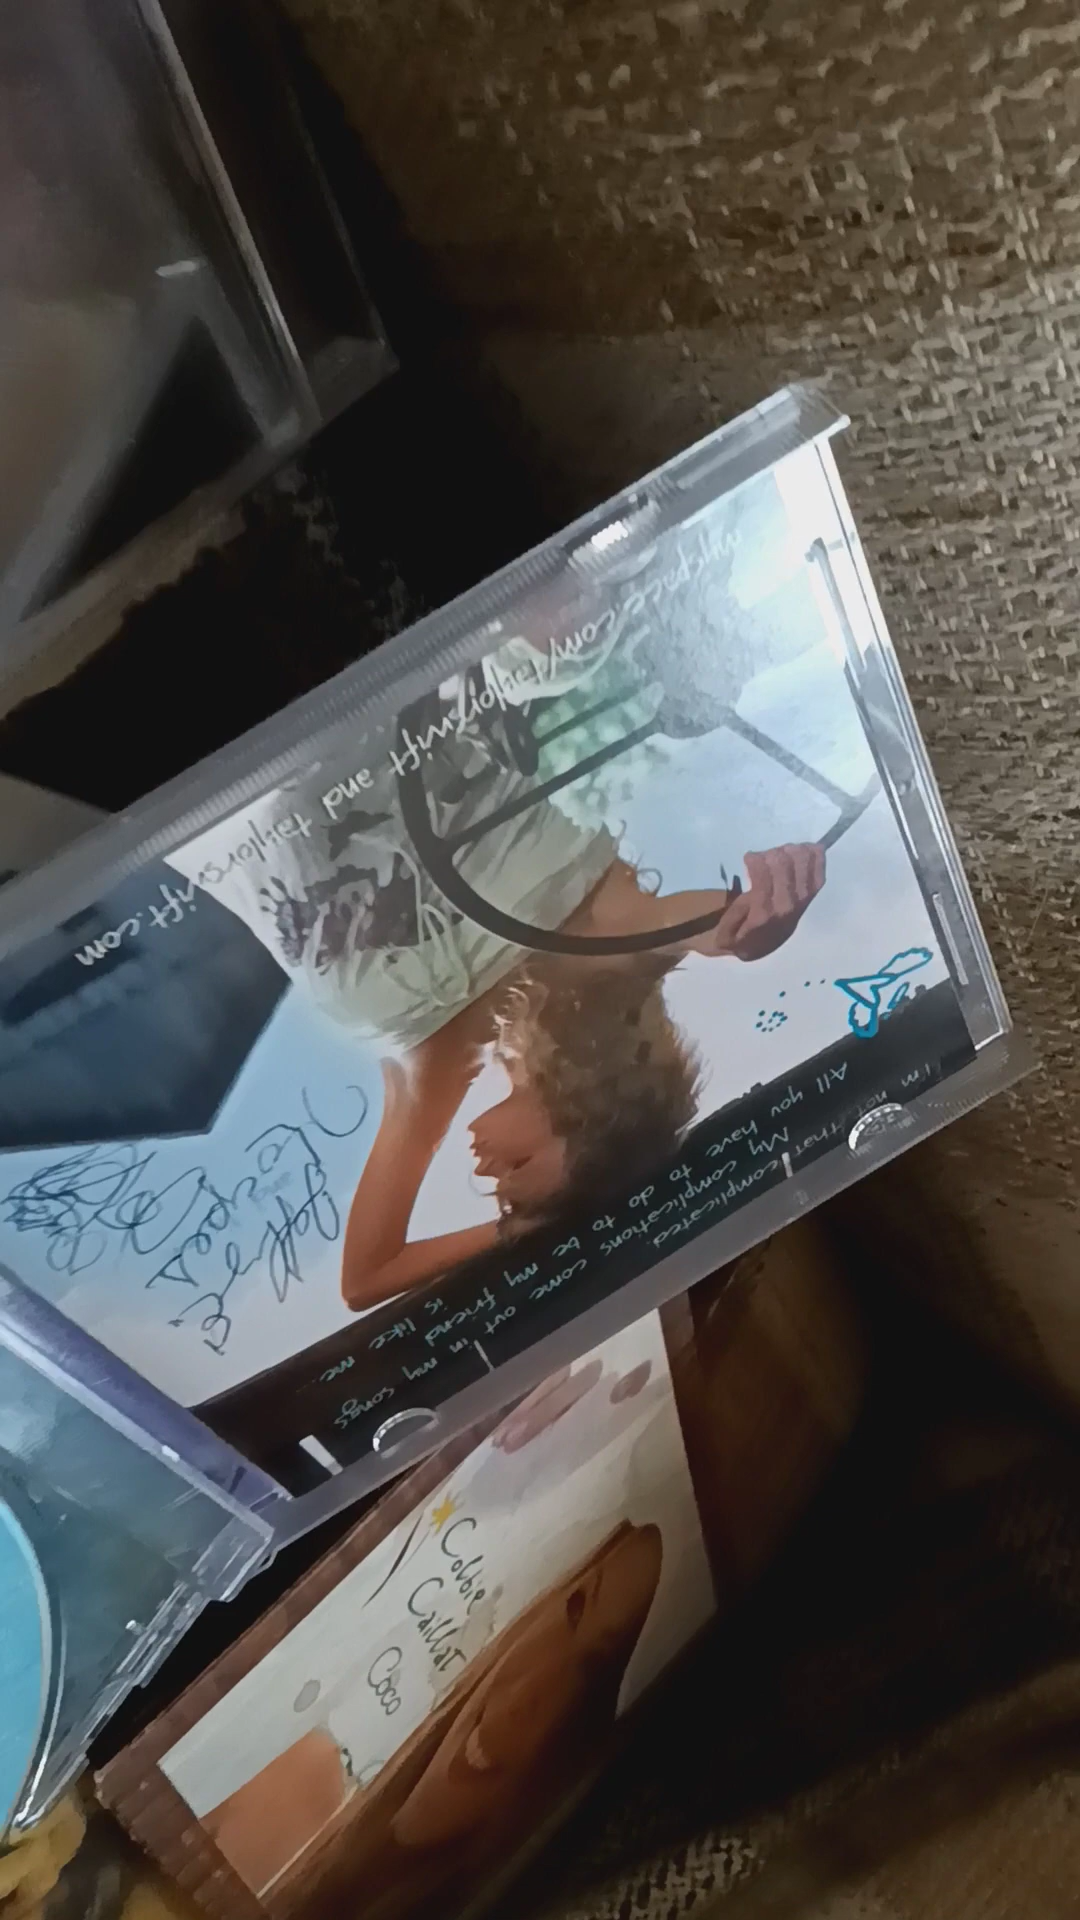 myspace.com/taylorswift and taylorswift.com
I'm not that complicated.
My complications come out in my songs
All you have to do to be my friend is like me.
Colbie
Caillat
Coco